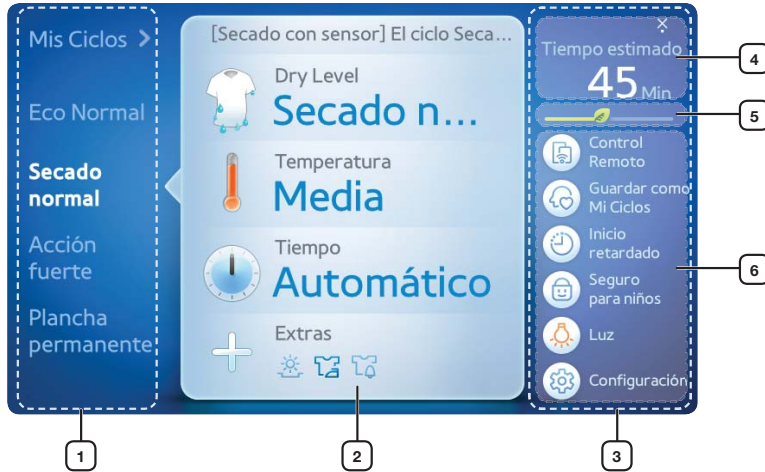 Mis Ciclos >
Eco Normal
Secado
normal
Acción
fuerte
Plancha
permanente
[Secado con sensor] El ciclo Seca...
Dry Level
Secado n...
Temperatura
Media
Tiempo
Automático
Extras
Tiempo estimado
45 Min
Control
Remoto
Guardar como
Mi Ciclos
Inicio
retardado
Seguro
para niños
Luz
Configuración
4
5
6
1
2
3